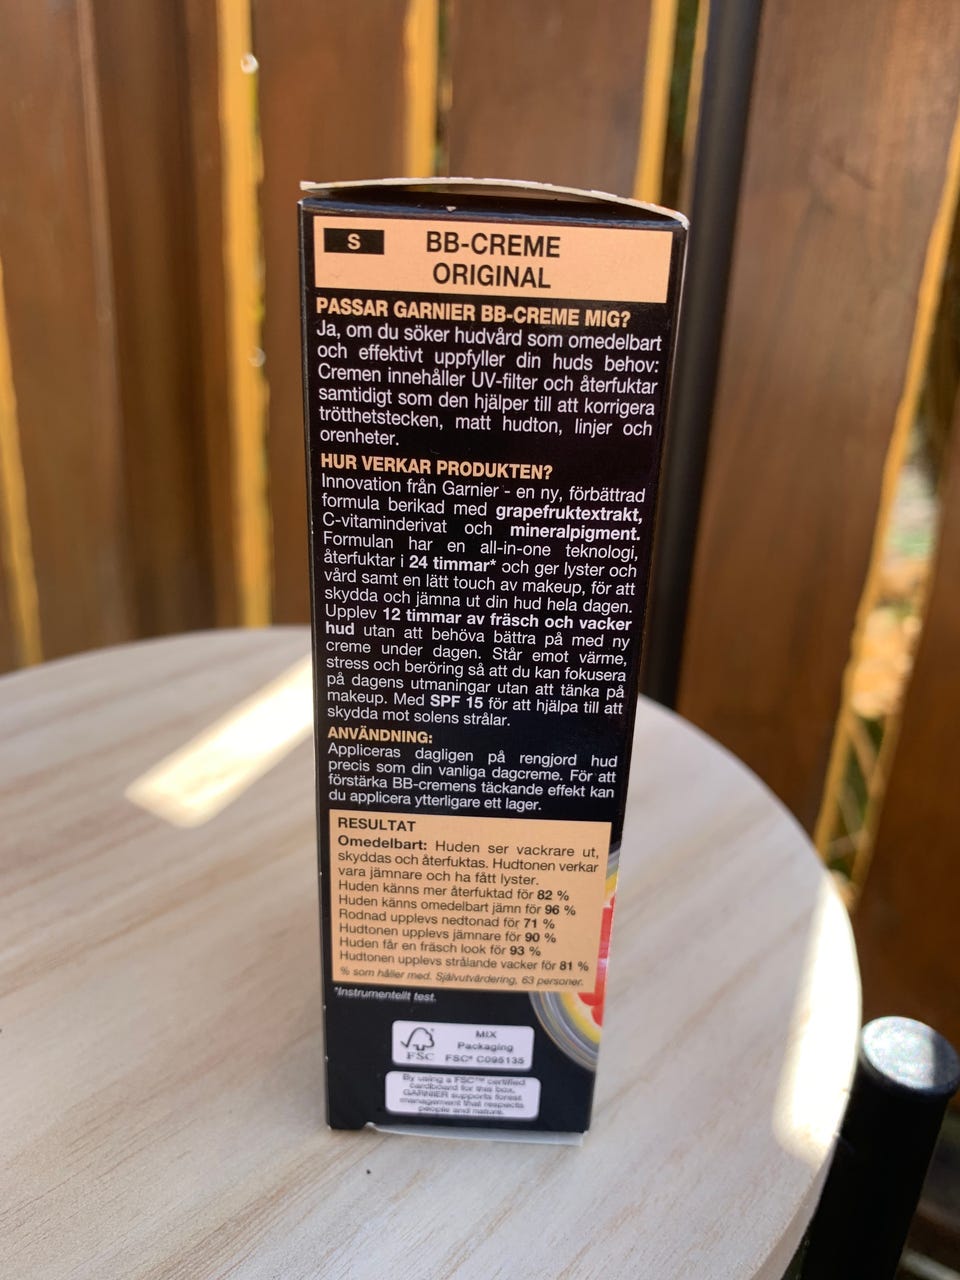 S
BB-CREME
ORIGINAL
PASSAR GARNIER BB-CREME MIG?
Ja, om du söker hudvård som omedelbart
och effektivt uppfyller din huds behov:
Cremen innehåller UV-filter och återfuktar
samtidigt som den hjälper till att korrigera
trötthetstecken, matt hudton, linjer och
orenheter.
HUR VERKAR PRODUKTEN?
Innovation från Garnier - en ny, förbättrad
formula berikad med grapefruktextrakt,
C-vitaminderivat och mineralpigment.
Formulan har en all-in-one teknologi,
återfuktar i 24 timmar* och ger lyster och
vård samt en lätt touch av makeup, för att
skydda och jämna ut din hud hela dagen.
Upplev 12 timmar av fräsch och vacker
hud utan att behöva bättra på med ny
creme under dagen. Står emot värme,
stress och beröring så att du kan fokusera
på dagens utmaningar utan att tänka på
makeup. Med SPF 15 för att hjälpa till att
skydda mot solens strålar.
ANVÄNDNING:
Appliceras dagligen på rengjord hud
precis som din vanliga dagcreme. För att
förstärka BB-cremens täckande effekt kan
du applicera ytterligare ett lager.
RESULTAT
Omedelbart: Huden ser vackrare ut,
skyddas och återfuktas. Hudtonen verkar
vara jämnare och ha fått lyster.
Huden känns mer återfuktad för 82 %
Huden känns omedelbart jämn för 96 %
Rodnad upplevs nedtonad för 71 %
Hudtonen upplevs jämnare för 90 %
Huden får en fräsch look för 93 %
Hudtonen upplevs strålande vacker för 81 %
% som håller med. Självutvärdering, 63 personer.
*Instrumentellt test.
FSC
MIX
Packaging
FSC® C095135
By using a FSC™ certified
cardboard for this box,
GARNIER supports forest
management that respects
people and nature.